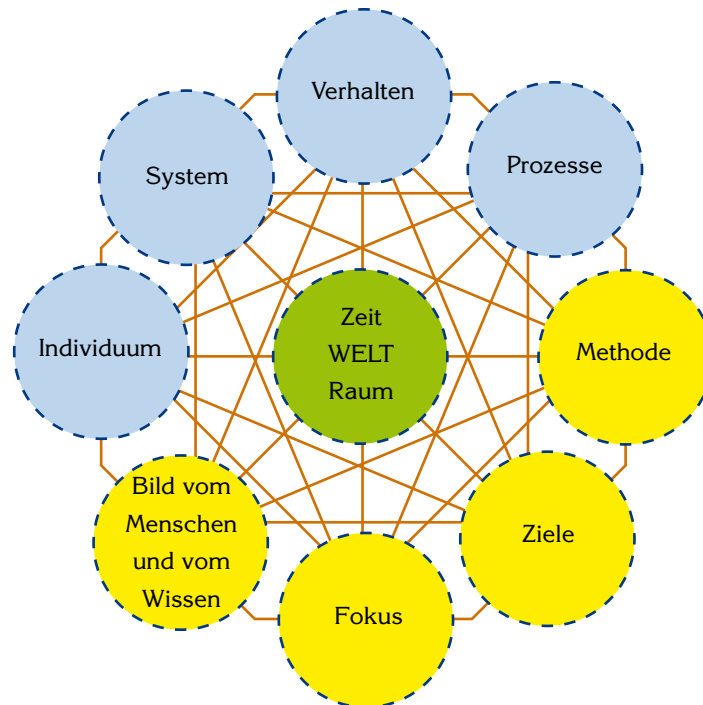 Verhalten
Prozesse
System
Zeit
WELT
Raum
Individuum
Methode
Bild vom
Menschen
und vom
Wissen
Ziele
Fokus